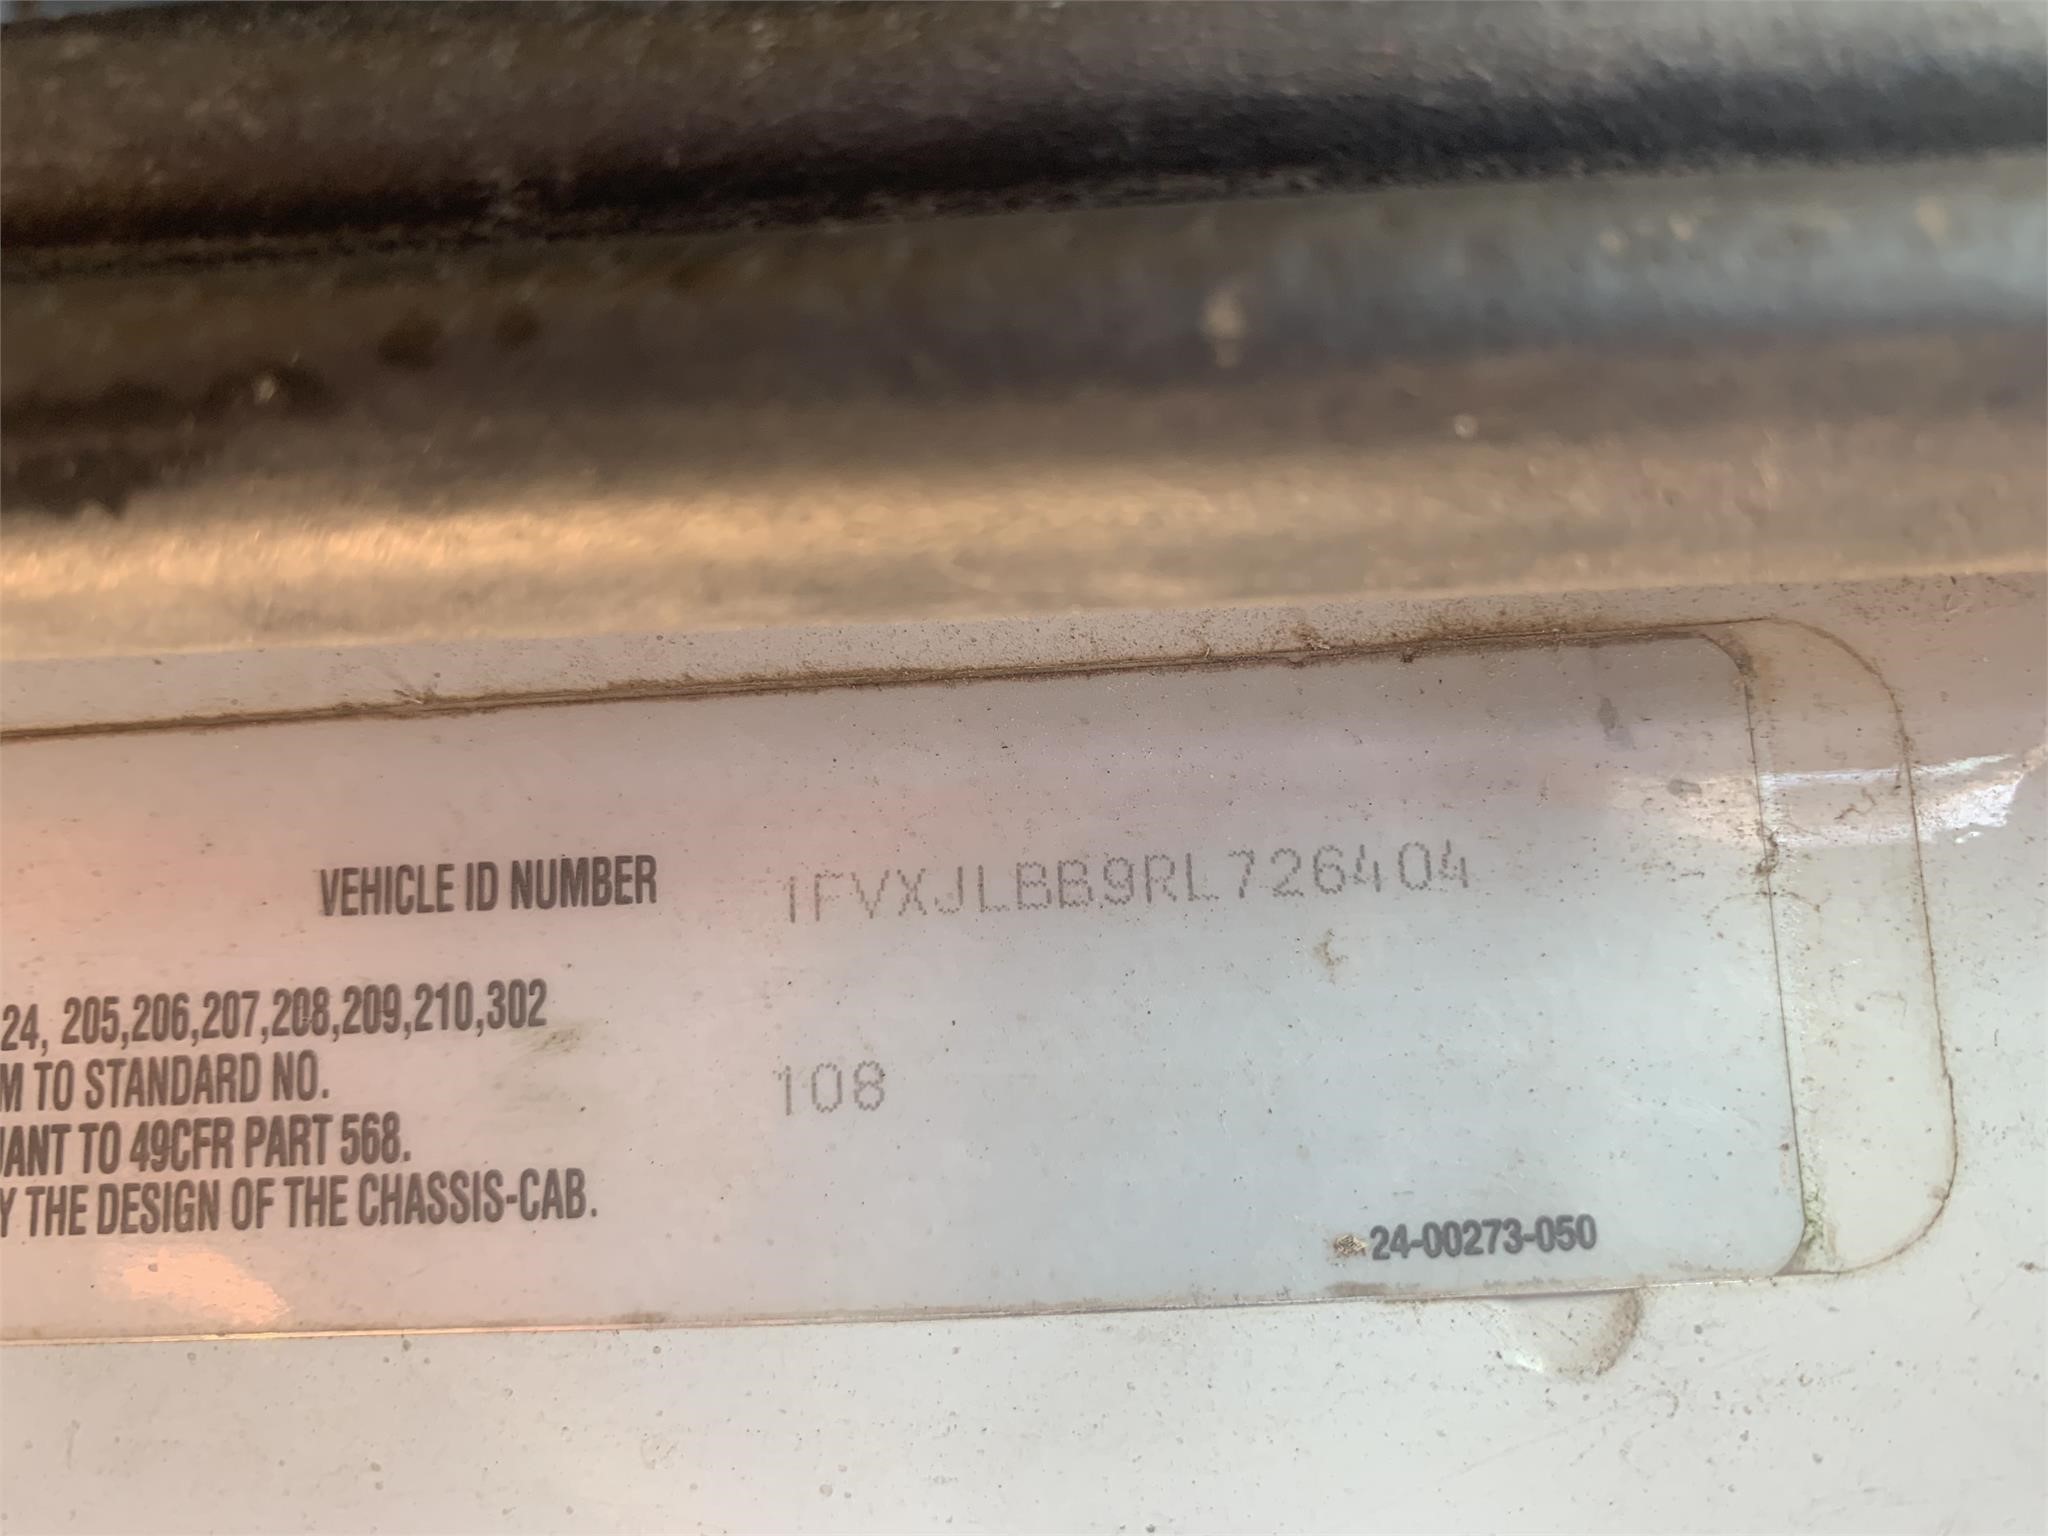 VEHICLE ID NUMBER 1FVXJLBB9RL726404
24, 205,206,207,208,209,210,302
M TO STANDARD NO. 108
UANT TO 49CFR PART 568.
Y THE DESIGN OF THE CHASSIS-CAB.
24-00273-050